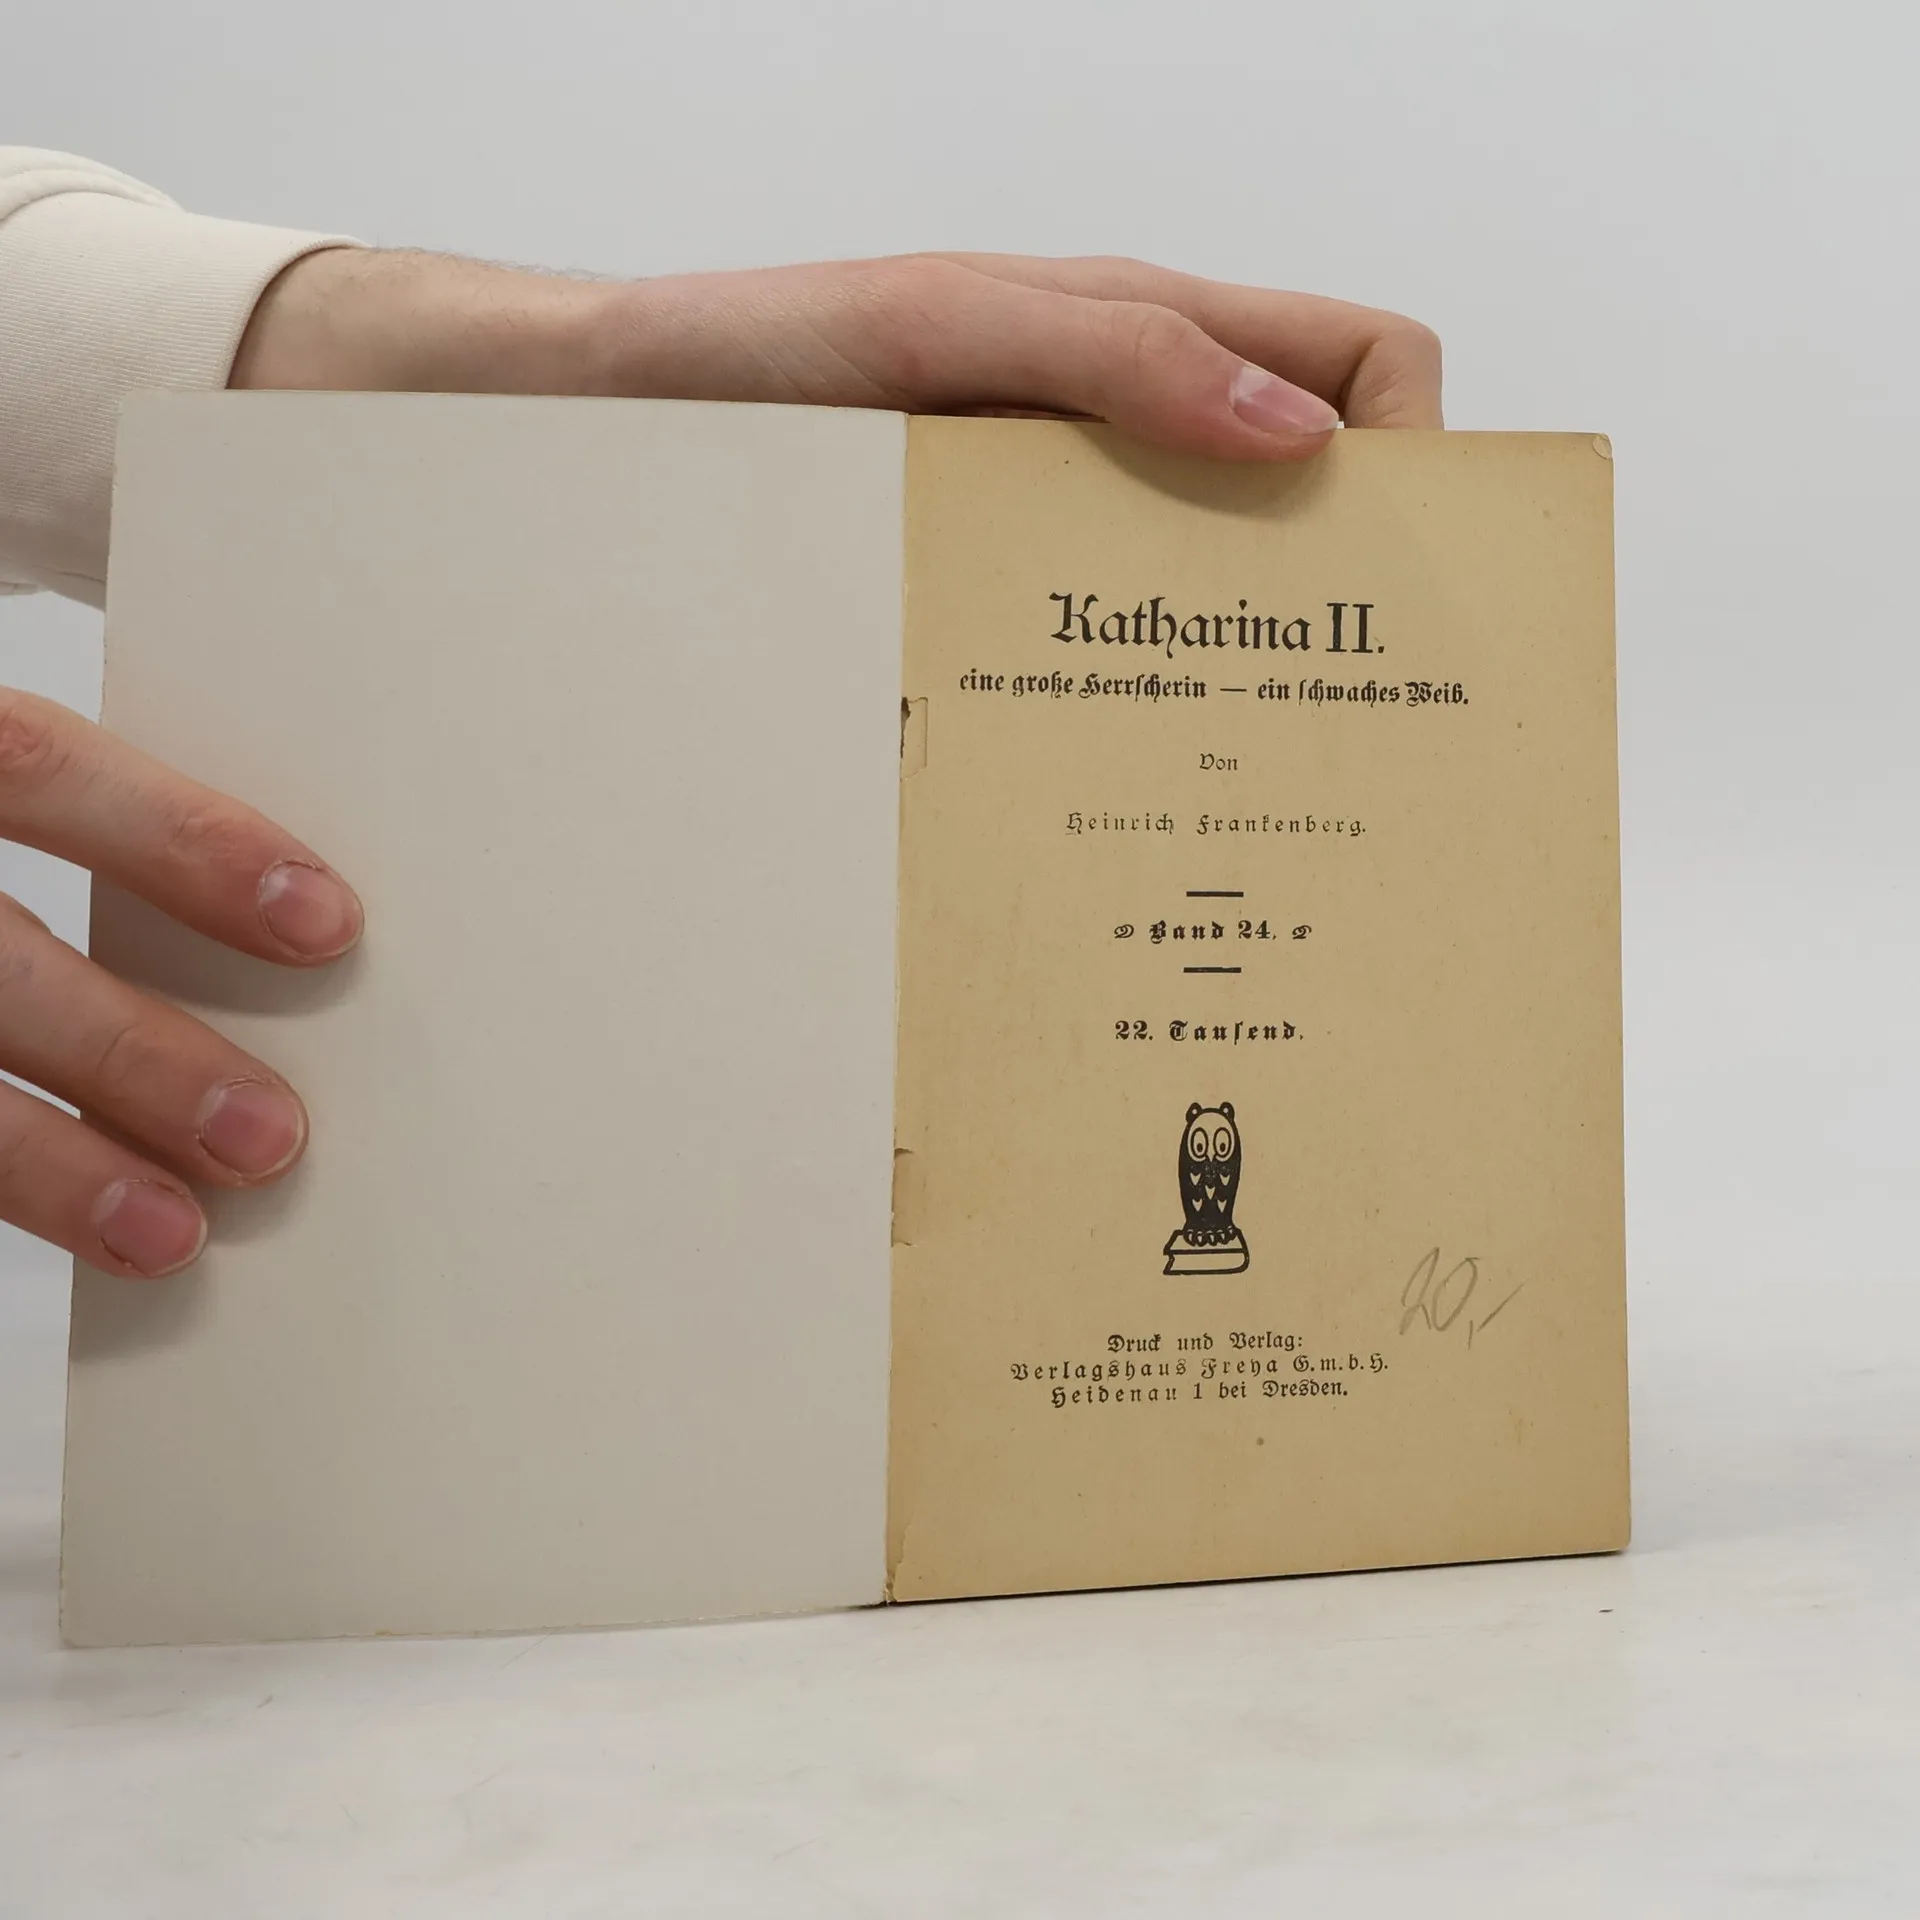 Katharina II.
eine große Herrscherin — ein schwaches Weib.
Von
Heinrich Frankenberg.
Band 24.
22. Tausend.
20,-
Druck und Verlag:
Verlagshaus Freya G.m.b.H.
Heidenau 1 bei Dresden.